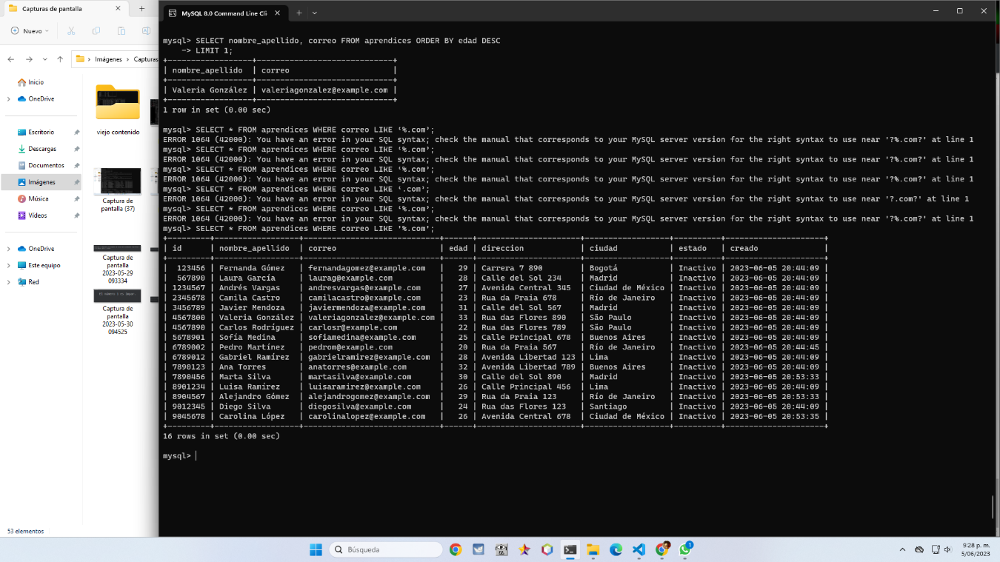 Capturas de pantalla
Nuevo
Imágenes
Capturas
Inicio
OneDrive
Escritorio
Descargas
Documentos
Imágenes
Música
Vídeos
OneDrive
Este equipo
Red
viejo contenido
Captura de
pantalla (37)
Captura de
pantalla
2023-05-29
093334
Captura de
pantalla
2023-05-30
094525
53 elementos
MySQL 8.0 Command Line Cli
mysql> SELECT nombre_apellido, correo FROM aprendices ORDER BY edad DESC
-> LIMIT 1;
+------------------+-----------------------------+
| nombre_apellido | correo |
+------------------+-----------------------------+
| Valeria González | valeriagonzalez@example.com |
+------------------+-----------------------------+
1 row in set (0.00 sec)
mysql> SELECT * FROM aprendices WHERE correo LIKE ‘%.com’;
ERROR 1064 (42000): You have an error in your SQL syntax; check the manual that corresponds to your MySQL server version for the right syntax to use near '?%.com?' at line 1
mysql> SELECT * FROM aprendices WHERE correo LIKE ‘%.com’;
ERROR 1064 (42000): You have an error in your SQL syntax; check the manual that corresponds to your MySQL server version for the right syntax to use near '?%.com?' at line 1
mysql> SELECT * FROM aprendices WHERE correo LIKE ‘%.com’;
ERROR 1064 (42000): You have an error in your SQL syntax; check the manual that corresponds to your MySQL server version for the right syntax to use near '?%.com?' at line 1
mysql> SELECT * FROM aprendices WHERE correo LIKE ‘.com’;
ERROR 1064 (42000): You have an error in your SQL syntax; check the manual that corresponds to your MySQL server version for the right syntax to use near '?.com?' at line 1
mysql> SELECT * FROM aprendices WHERE correo LIKE ‘%.com’;
ERROR 1064 (42000): You have an error in your SQL syntax; check the manual that corresponds to your MySQL server version for the right syntax to use near '?%.com?' at line 1
mysql> SELECT * FROM aprendices WHERE correo LIKE '%.com';
| id | nombre_apellido | correo | edad | direccion | ciudad | estado | creado |
| 123456 | Fernanda Gómez | fernandagomez@example.com | 29 | Carrera 7 890 | Bogotá | Inactivo | 2023-06-05 20:44:09 |
| 567890 | Laura García | laurag@example.com | 28 | Calle del Sol 234 | Madrid | Inactivo | 2023-06-05 20:44:09 |
| 1234567 | Andrés Vargas | andresvargas@example.com | 27 | Avenida Central 345 | Ciudad de México | Inactivo | 2023-06-05 20:44:09 |
| 2345678 | Camila Castro | camilacastro@example.com | 23 | Rua da Praia 678 | Río de Janeiro | Inactivo | 2023-06-05 20:44:09 |
| 3456789 | Javier Mendoza | javiermendoza@example.com | 31 | Calle del Sol 567 | Madrid | Inactivo | 2023-06-05 20:44:09 |
| 4567800 | Valeria González | valeriagonzalez@example.com | 33 | Rua das Flores 890 | São Paulo | Inactivo | 2023-06-05 20:44:09 |
| 4567890 | Carlos Rodríguez | carlosr@example.com | 22 | Rua das Flores 789 | São Paulo | Inactivo | 2023-06-05 20:44:09 |
| 5678901 | Sofía Medina | sofiamedina@example.com | 25 | Calle Principal 678 | Buenos Aires | Inactivo | 2023-06-05 20:44:09 |
| 6789002 | Pedro Martínez | pedrom@example.com | 20 | Rua da Praia 567 | Río de Janeiro | Inactivo | 2023-06-05 20:44:45 |
| 6789012 | Gabriel Ramírez | gabrielramirez@example.com | 28 | Avenida Libertad 123 | Lima | Inactivo | 2023-06-05 20:44:09 |
| 7890123 | Ana Torres | anatorres@example.com | 32 | Avenida Libertad 789 | Buenos Aires | Inactivo | 2023-06-05 20:44:09 |
| 7890456 | Marta Silva | martasilva@example.com | 30 | Calle del Sol 890 | Madrid | Inactivo | 2023-06-05 20:53:33 |
| 8901234 | Luisa Ramírez | luisaramirez@example.com | 26 | Calle Principal 456 | Lima | Inactivo | 2023-06-05 20:44:09 |
| 8904567 | Alejandro Gómez | alejandrogomez@example.com | 29 | Rua da Praia 123 | Río de Janeiro | Inactivo | 2023-06-05 20:53:33 |
| 9012345 | Diego Silva | diegosilva@example.com | 24 | Rua das Flores 123 | Santiago | Inactivo | 2023-06-05 20:44:09 |
| 9045678 | Carolina López | carolinalopez@example.com | 26 | Avenida Central 678 | Ciudad de México | Inactivo | 2023-06-05 20:53:35 |
16 rows in set (0.00 sec)
mysql>
Búsqueda
1
9:28 p. m.
5/06/2023